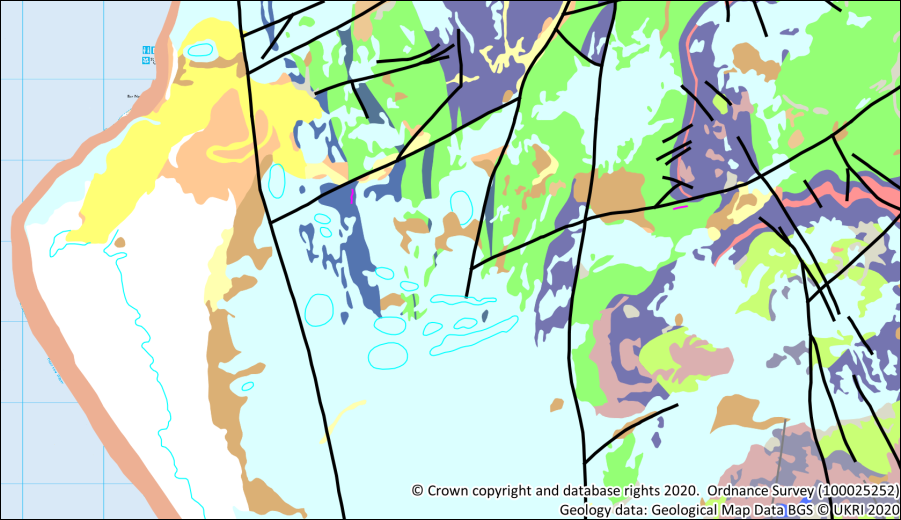 © Crown copyright and database rights 2020.  Ordnance Survey (100025252)
Geology data: Geological Map Data BGS © UKRI 2020